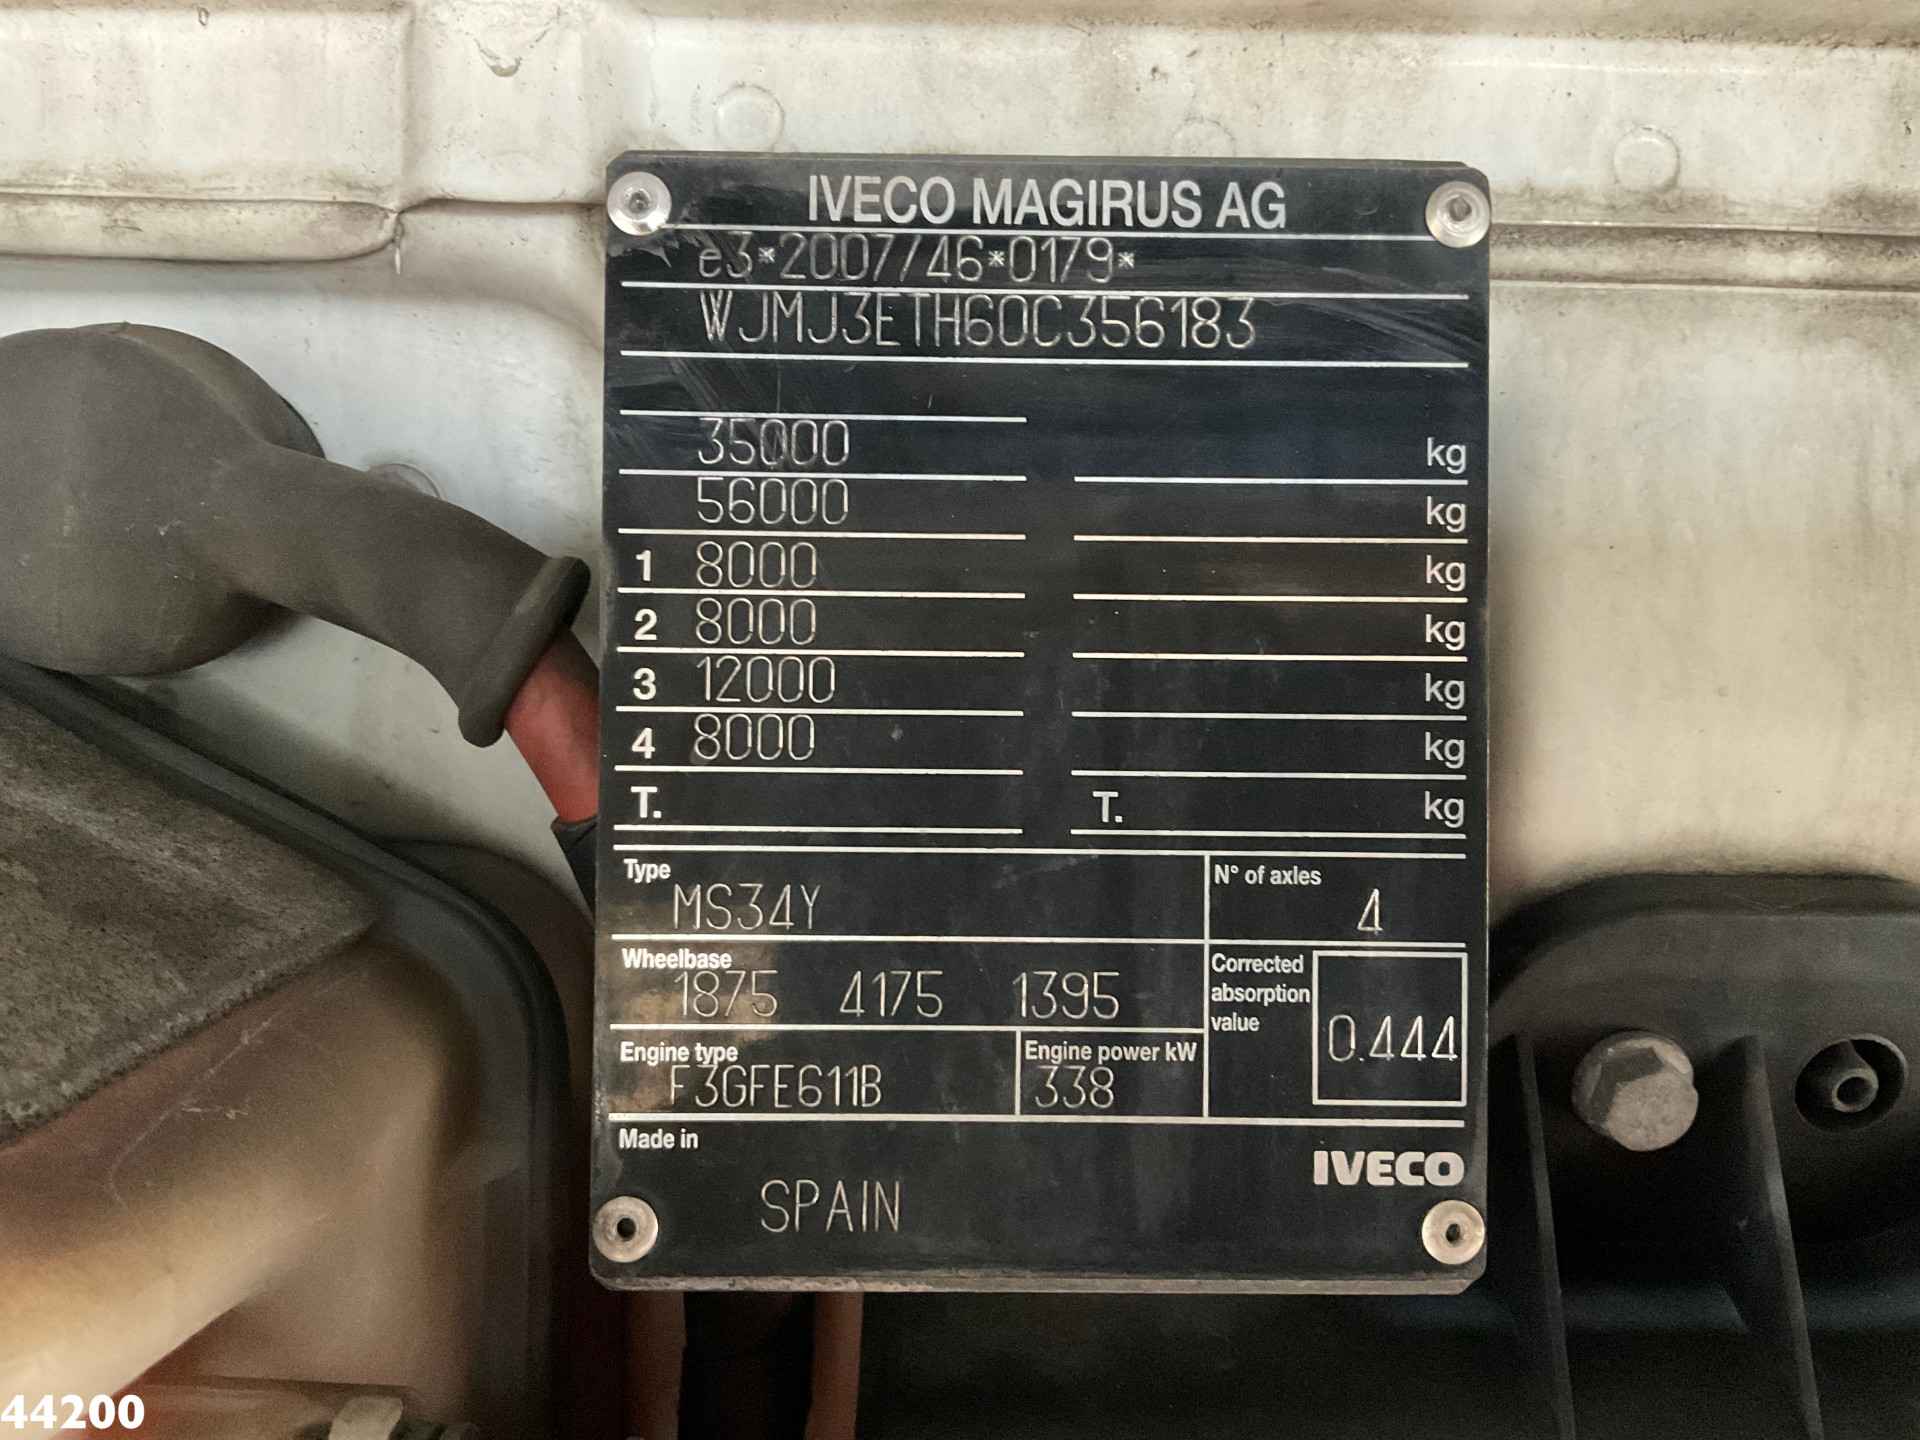 IVECO MAGIRUS AG
e3*2007/46*0179*
WJMJ3ETH60C356183
35000 kg
56000 kg
1 8000 kg
2 8000 kg
3 12000 kg
4 8000 kg
T. T. kg
Type
MS34Y
N° of axles
4
Wheelbase
1875 4175 1395
Corrected
absorption
value
0.444
Engine type
F3GFE611B
Engine power kW
338
Made in
SPAIN
IVECO
44200